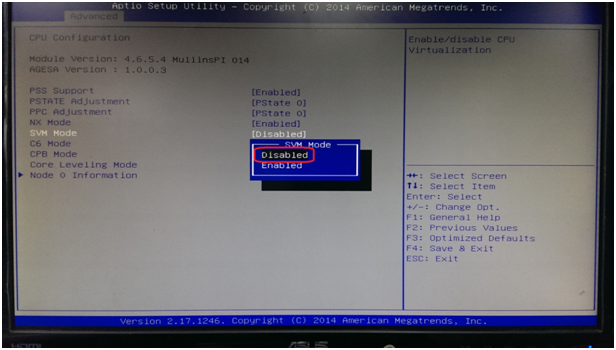 Aptio Setup Utility - Copyright (C) 2014 American Megatrends, Inc.
Advanced
CPU Configuration
Module Version: 4.6.5.4 MullinsPI 014
AGESA Version : 1.0.0.3
PSS Support [Enabled]
PSTATE Adjustment [PState 0]
PPC Adjustment [PState 0]
NX Mode [Enabled]
SVM Mode [Disabled]
C6 Mode
CPB Mode
Core Leveling Mode
Node 0 Information
SVM Mode
Disabled
Enabled
Enable/disable CPU
Virtualization
→←: Select Screen
↑↓: Select Item
Enter: Select
+/-: Change Opt.
F1: General Help
F2: Previous Values
F3: Optimized Defaults
F4: Save & Exit
ESC: Exit
Version 2.17.1246. Copyright (C) 2014 American Megatrends, Inc.
HDMI
ASUS